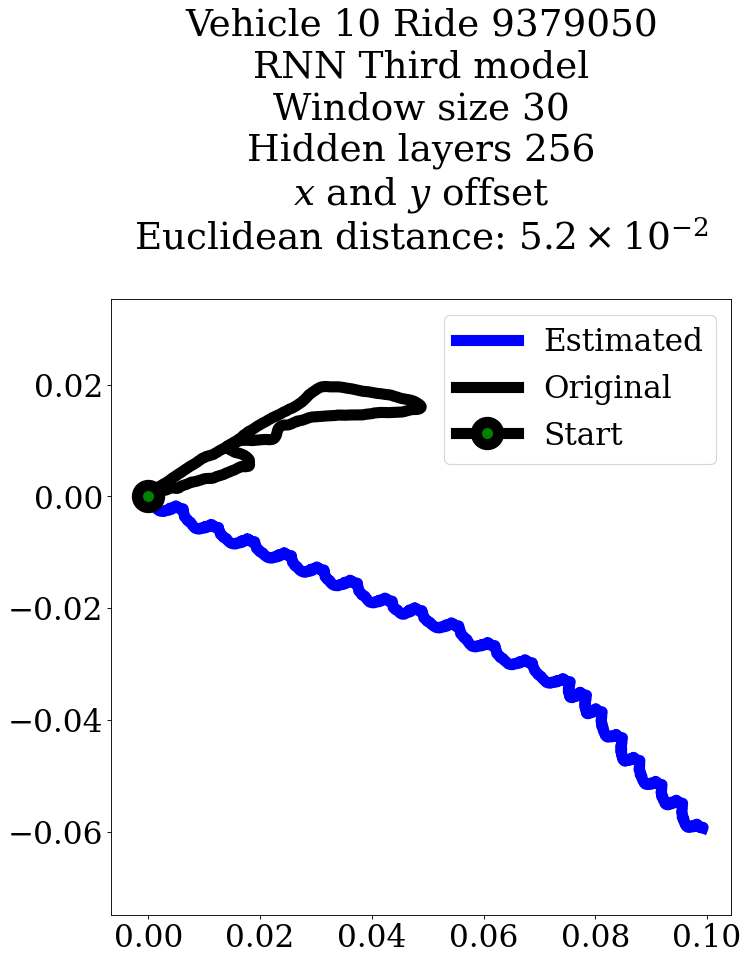 Vehicle 10 Ride 9379050
RNN Third model
Window size 30
Hidden layers 256
x and y offset
Euclidean distance: 5.2 × 10⁻²
Estimated
Original
Start
0.02
0.00
−0.02
−0.04
−0.06
0.00 0.02 0.04 0.06 0.08 0.10